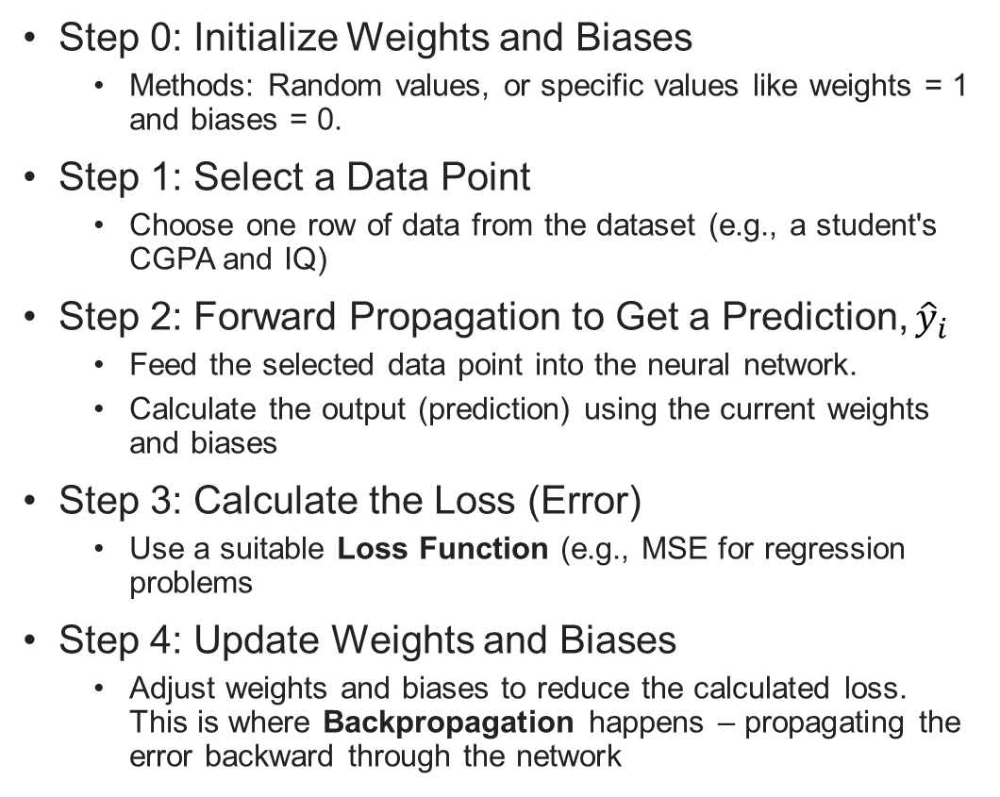 • Step 0: Initialize Weights and Biases
• Methods: Random values, or specific values like weights = 1
and biases = 0.
• Step 1: Select a Data Point
• Choose one row of data from the dataset (e.g., a student's
CGPA and IQ)
• Step 2: Forward Propagation to Get a Prediction, ŷᵢ
• Feed the selected data point into the neural network.
• Calculate the output (prediction) using the current weights
and biases
• Step 3: Calculate the Loss (Error)
• Use a suitable Loss Function (e.g., MSE for regression
problems
• Step 4: Update Weights and Biases
• Adjust weights and biases to reduce the calculated loss.
This is where Backpropagation happens – propagating the
error backward through the network